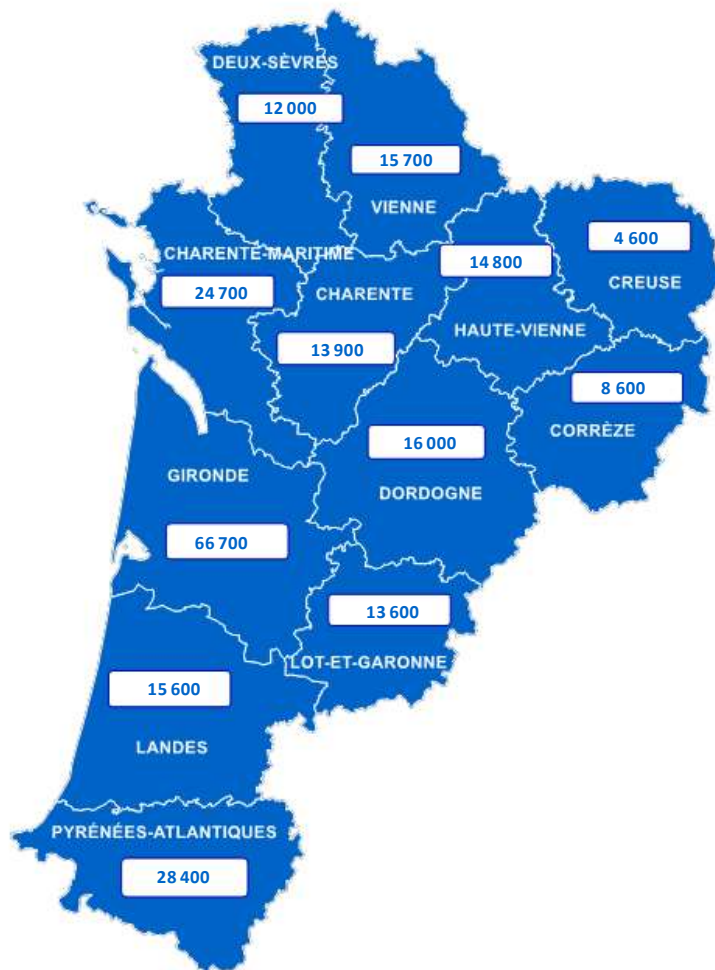 DEUX-SÈVRES
12 000
15 700
VIENNE
4 600
CREUSE
CHARENTE-MARITIME
24 700
14 800
HAUTE-VIENNE
CHARENTE
13 900
8 600
CORRÈZE
16 000
DORDOGNE
GIRONDE
66 700
13 600
LOT-ET-GARONNE
15 600
LANDES
PYRÉNÉES-ATLANTIQUES
28 400